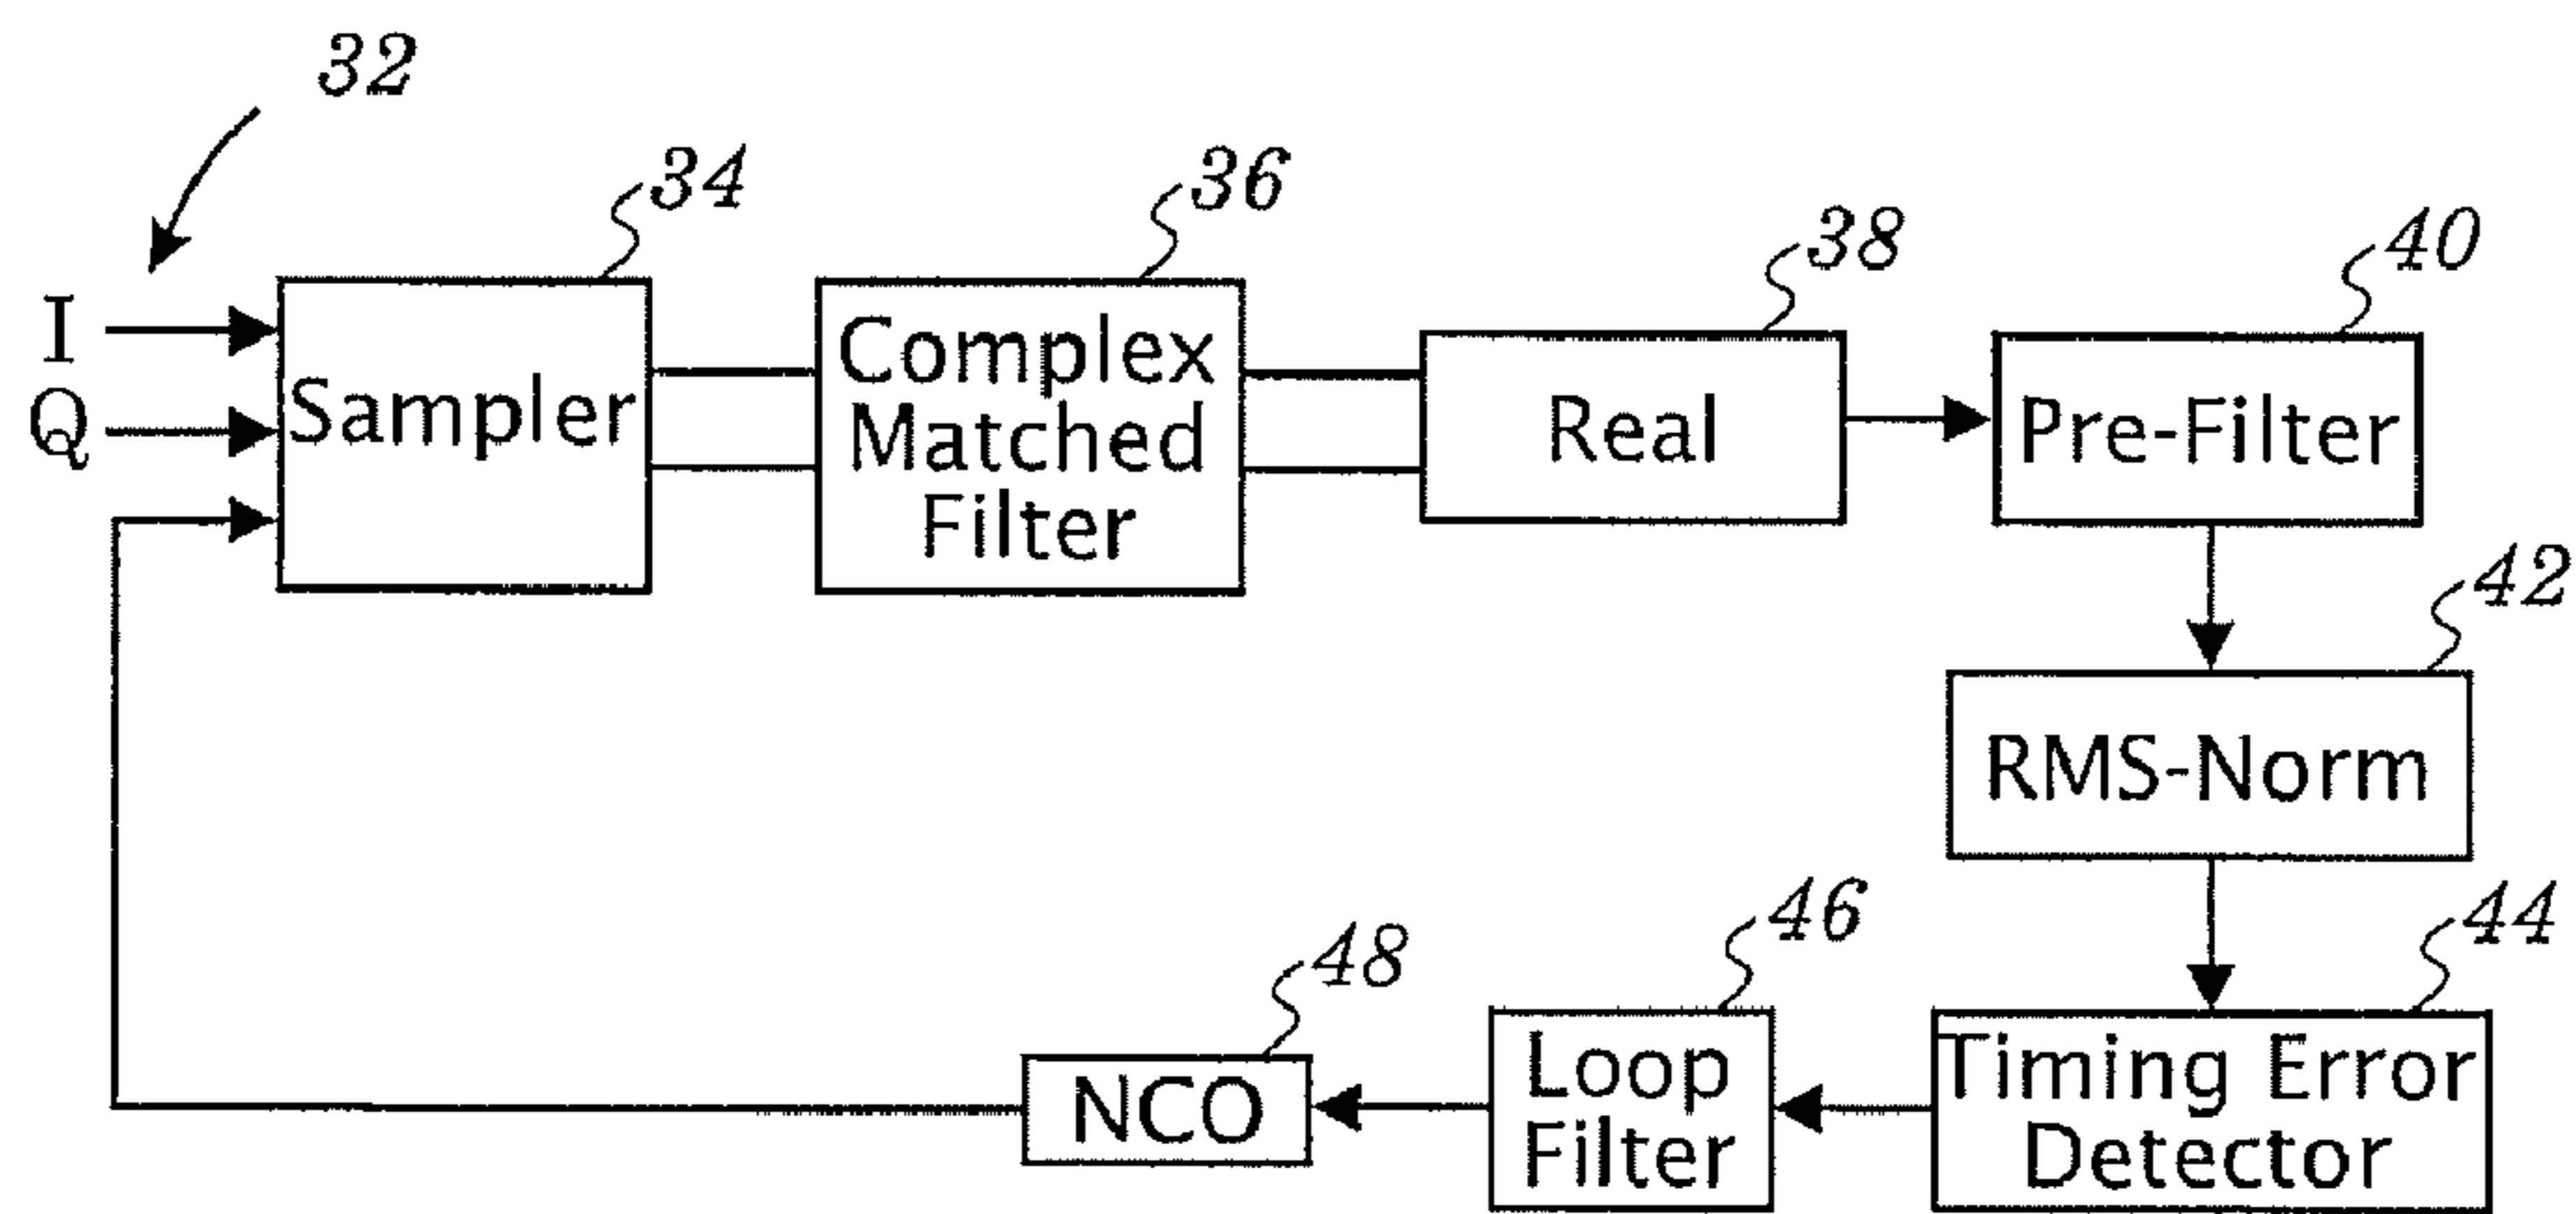 32
34
36
38
40
I
Q
Sampler
Complex
Matched
Filter
Real
Pre-Filter
42
RMS-Norm
44
46
48
NCO
Loop
Filter
Timing Error
Detector